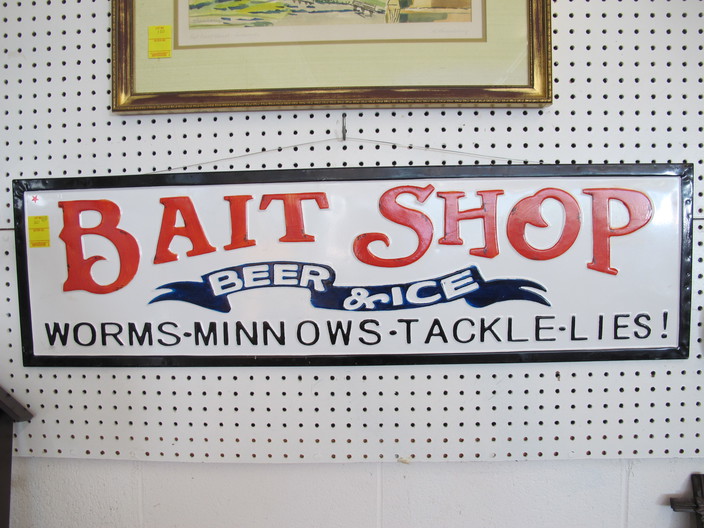 BAIT SHOP
BEER & ICE
WORMS-MINNOWS-TACKLE-LIES!